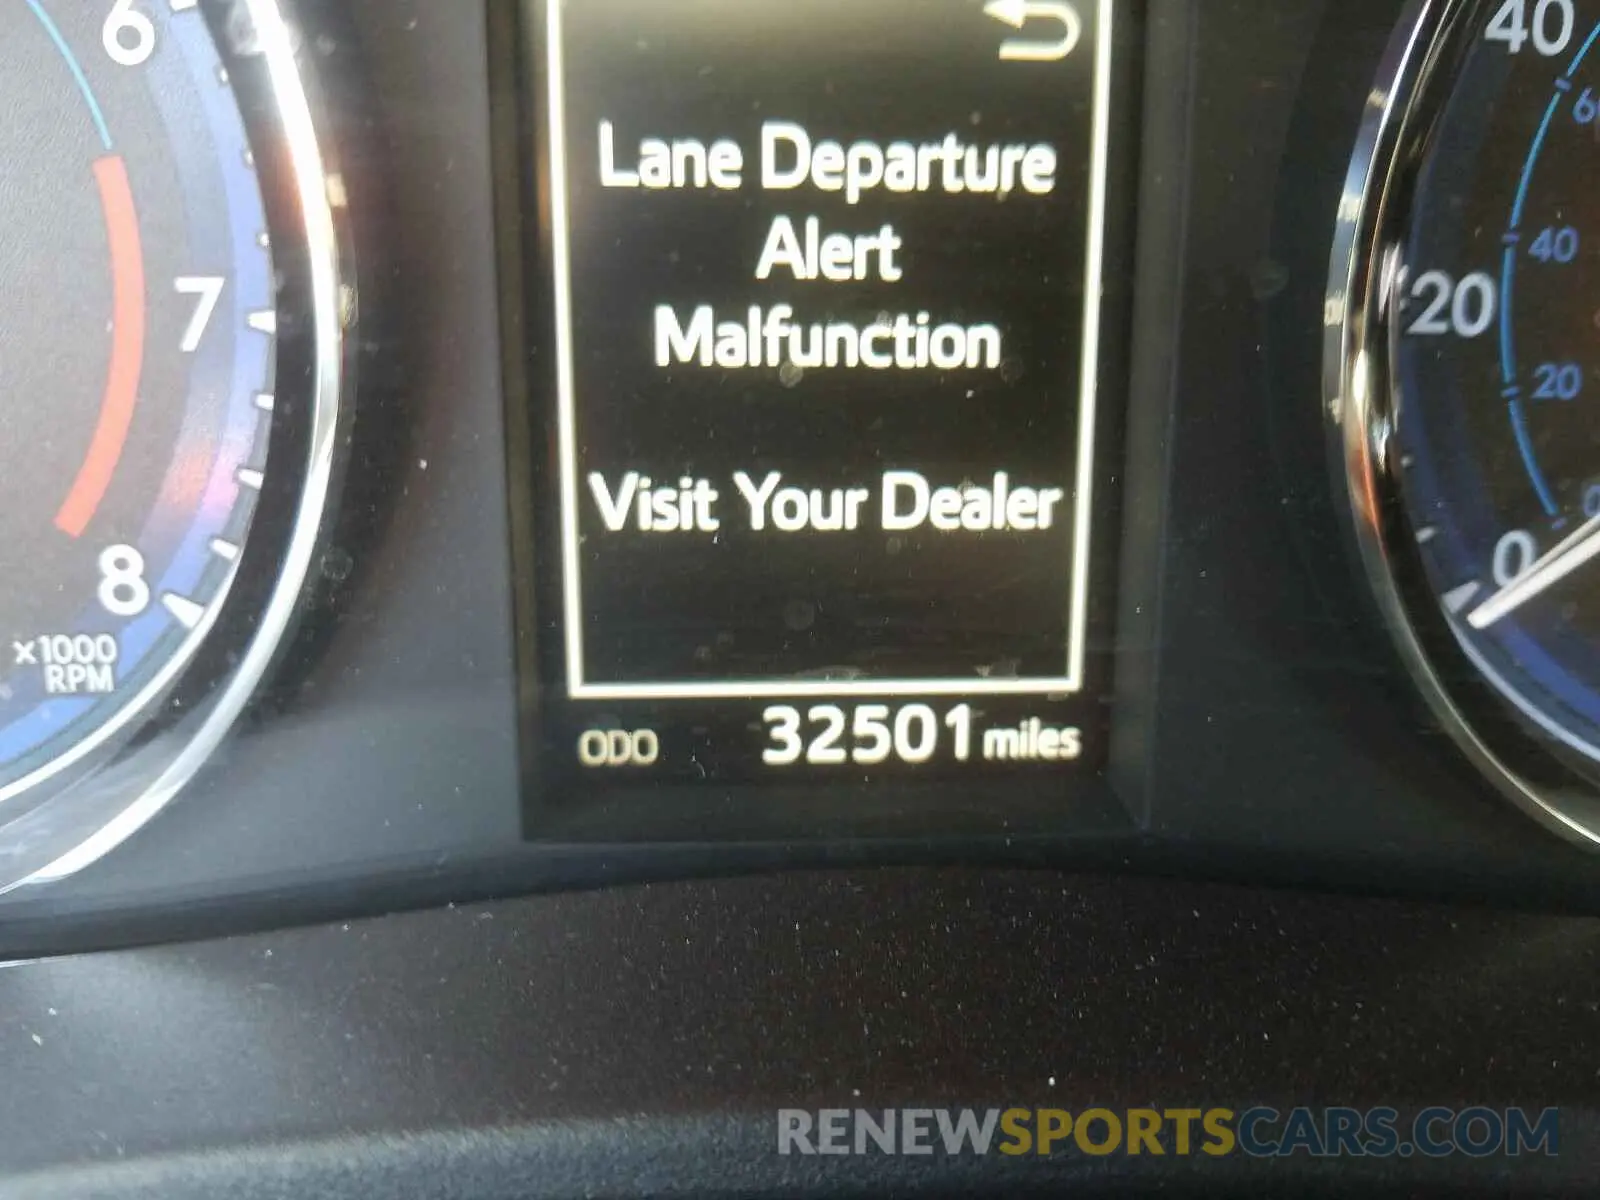 6
7
8
x1000
RPM
Lane Departure
Alert
Malfunction
Visit Your Dealer
ODO 32501 miles
40
20
0
40
20
RENEWSPORTSCARS.COM